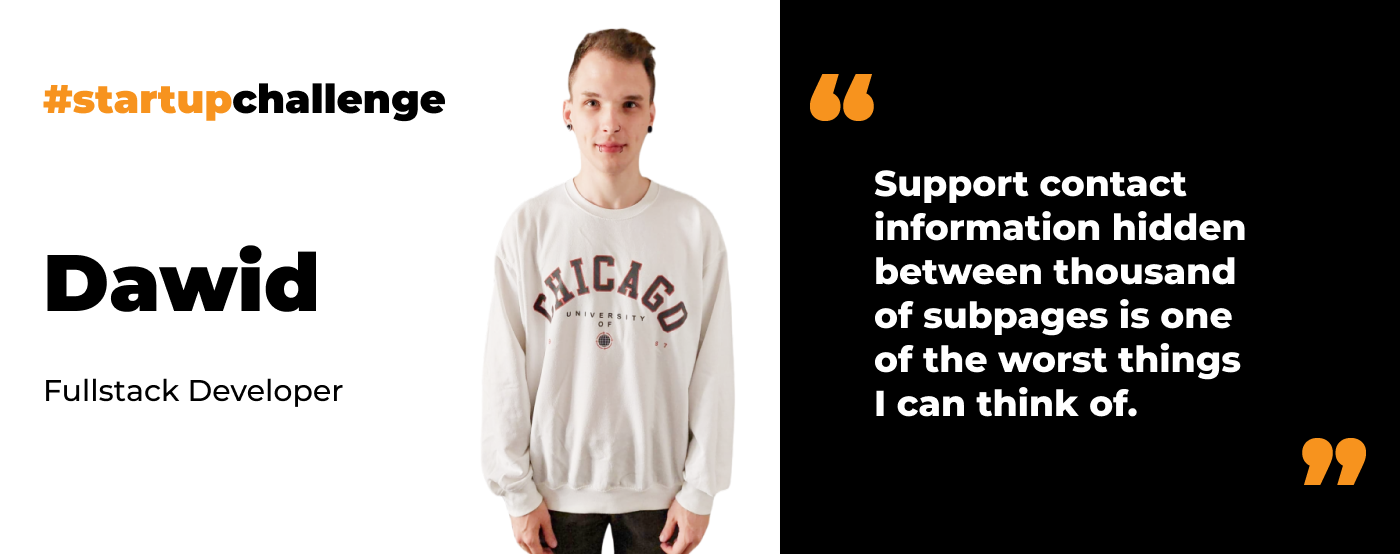 #startupchallenge
Dawid
Fullstack Developer
CHICAGO
UNIVERSITY
OF
“
Support contact
information hidden
between thousand
of subpages is one
of the worst things
I can think of.
”